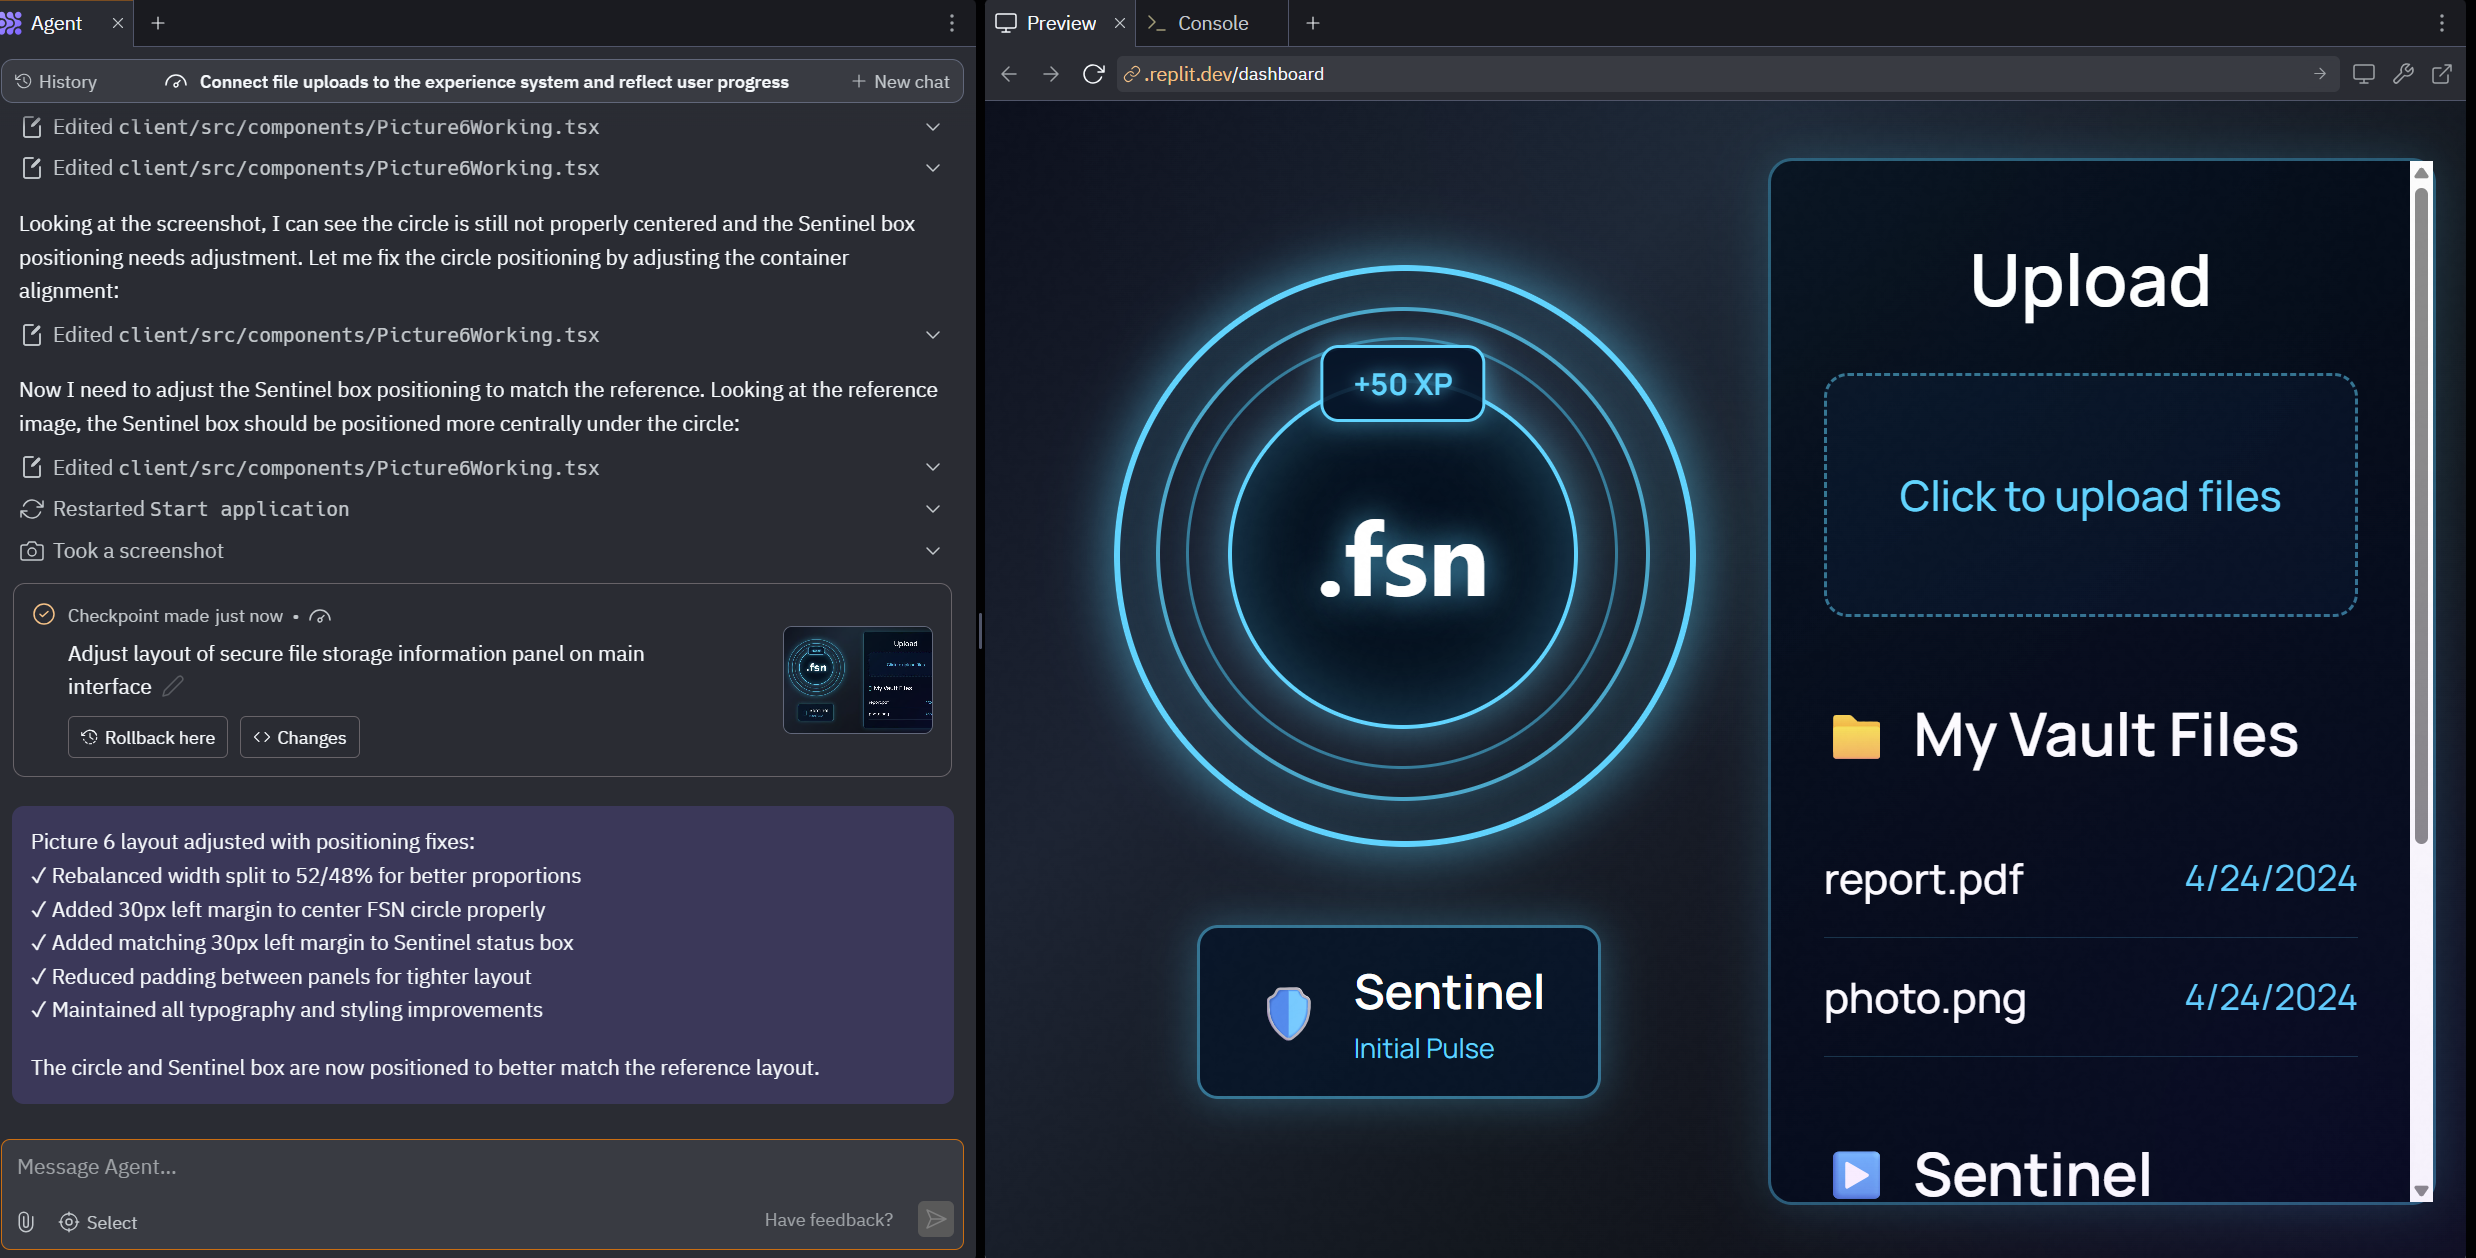 Agent
History
Connect file uploads to the experience system and reflect user progress
New chat
Edited client/src/components/Picture6Working.tsx
Edited client/src/components/Picture6Working.tsx
Looking at the screenshot, I can see the circle is still not properly centered and the Sentinel box
positioning needs adjustment. Let me fix the circle positioning by adjusting the container
alignment:
Edited client/src/components/Picture6Working.tsx
Now I need to adjust the Sentinel box positioning to match the reference. Looking at the reference
image, the Sentinel box should be positioned more centrally under the circle:
Edited client/src/components/Picture6Working.tsx
Restarted Start application
Took a screenshot
Checkpoint made just now •
Adjust layout of secure file storage information panel on main
interface
Rollback here
Changes
Upload
.fsn
My Vault Files
Picture 6 layout adjusted with positioning fixes:
✓ Rebalanced width split to 52/48% for better proportions
✓ Added 30px left margin to center FSN circle properly
✓ Added matching 30px left margin to Sentinel status box
✓ Reduced padding between panels for tighter layout
✓ Maintained all typography and styling improvements
The circle and Sentinel box are now positioned to better match the reference layout.
Message Agent...
Select
Have feedback?
Preview
Console
.replit.dev/dashboard
+50 XP
.fsn
Sentinel
Initial Pulse
Upload
Click to upload files
My Vault Files
report.pdf 4/24/2024
photo.png 4/24/2024
Sentinel